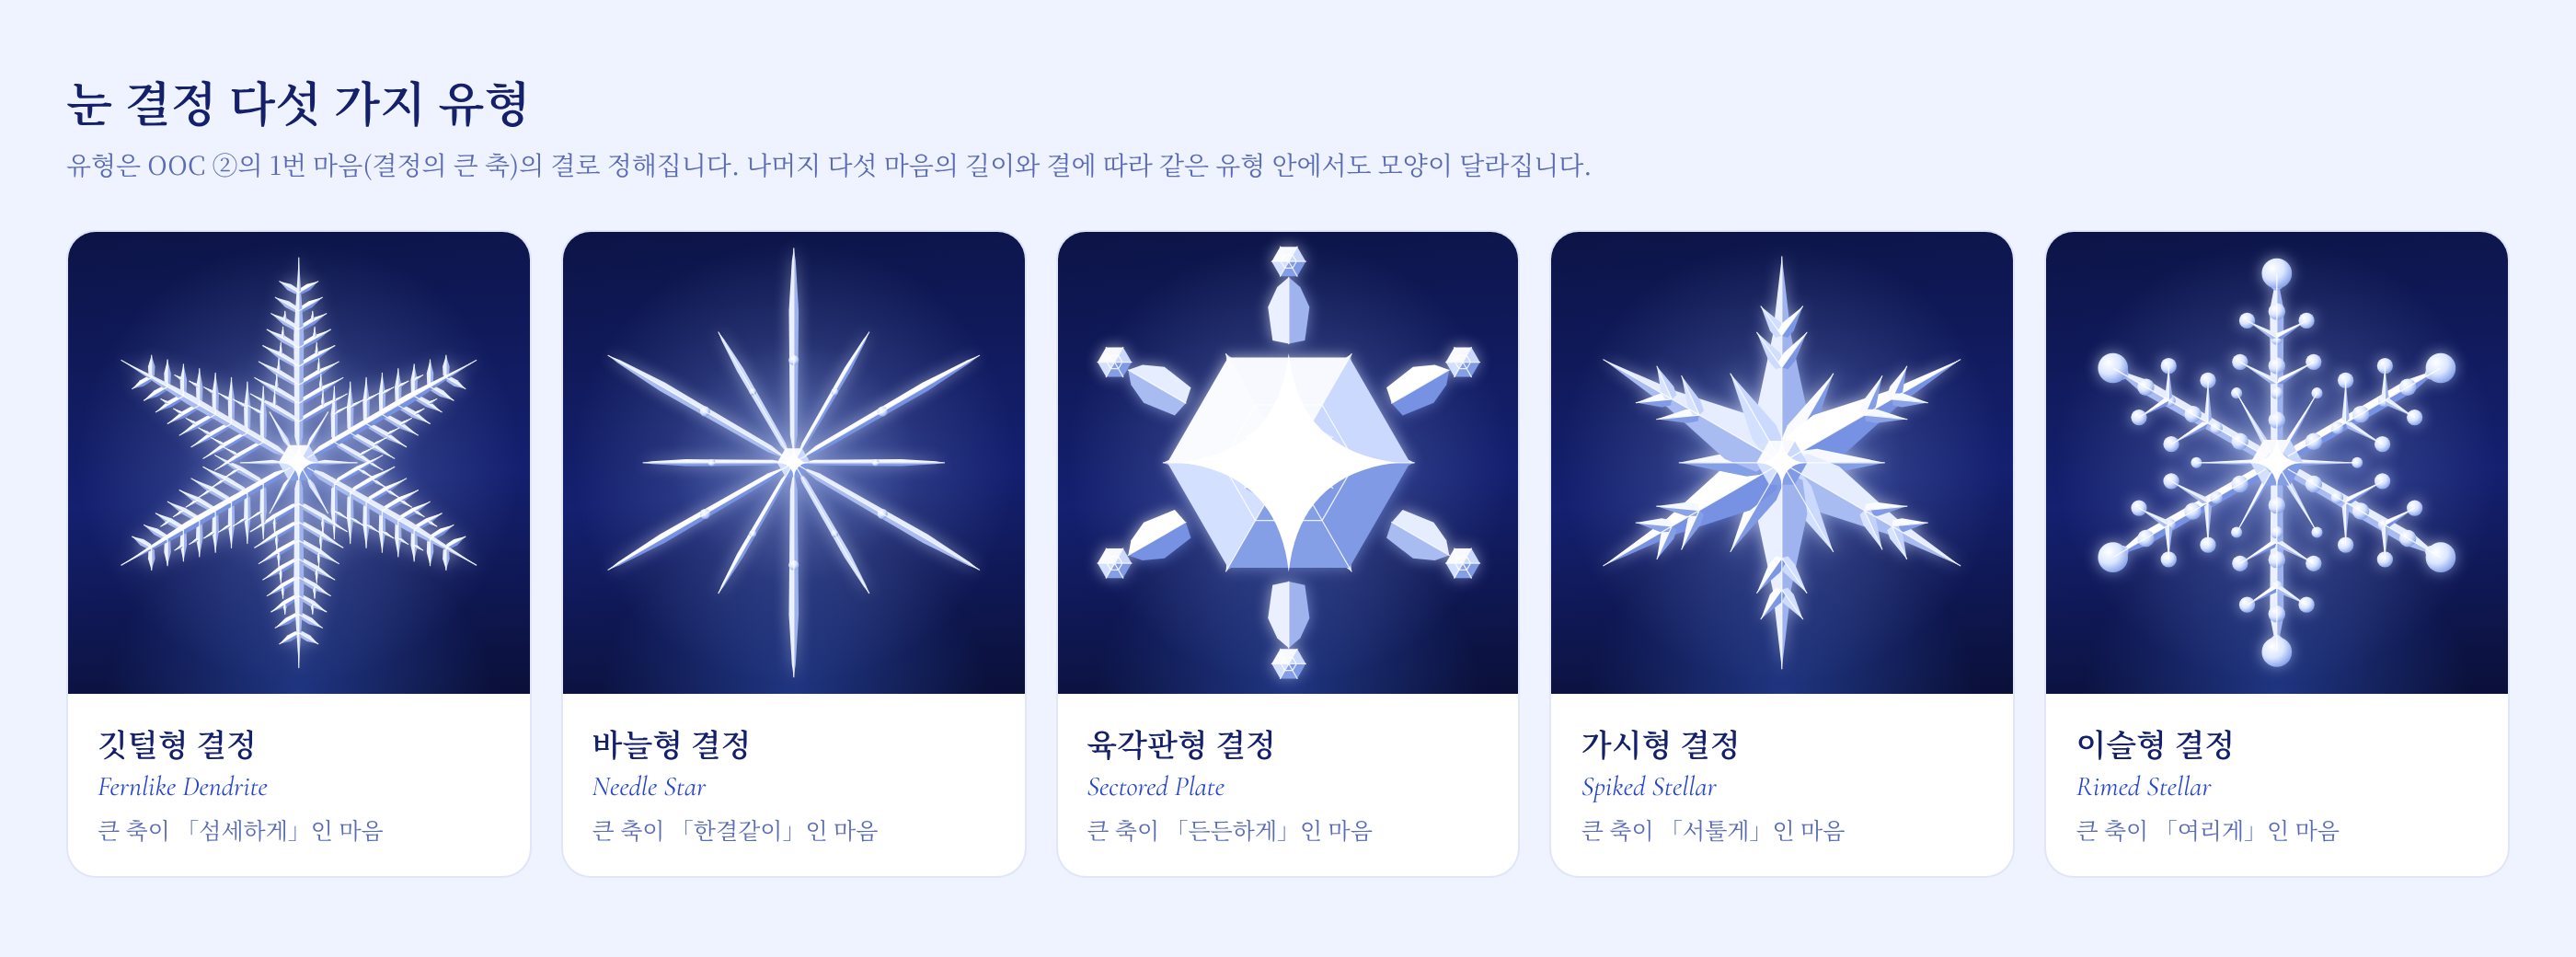 눈 결정 다섯 가지 유형
유형은 OOC ②의 1번 마음(결정의 큰 축)의 결로 정해집니다. 나머지 다섯 마음의 길이와 결에 따라 같은 유형 안에서도 모양이 달라집니다.
깃털형 결정
Fernlike Dendrite
큰 축이 「섬세하게」인 마음
바늘형 결정
Needle Star
큰 축이 「한결같이」인 마음
육각판형 결정
Sectored Plate
큰 축이 「든든하게」인 마음
가시형 결정
Spiked Stellar
큰 축이 「서툴게」인 마음
이슬형 결정
Rimed Stellar
큰 축이 「여리게」인 마음